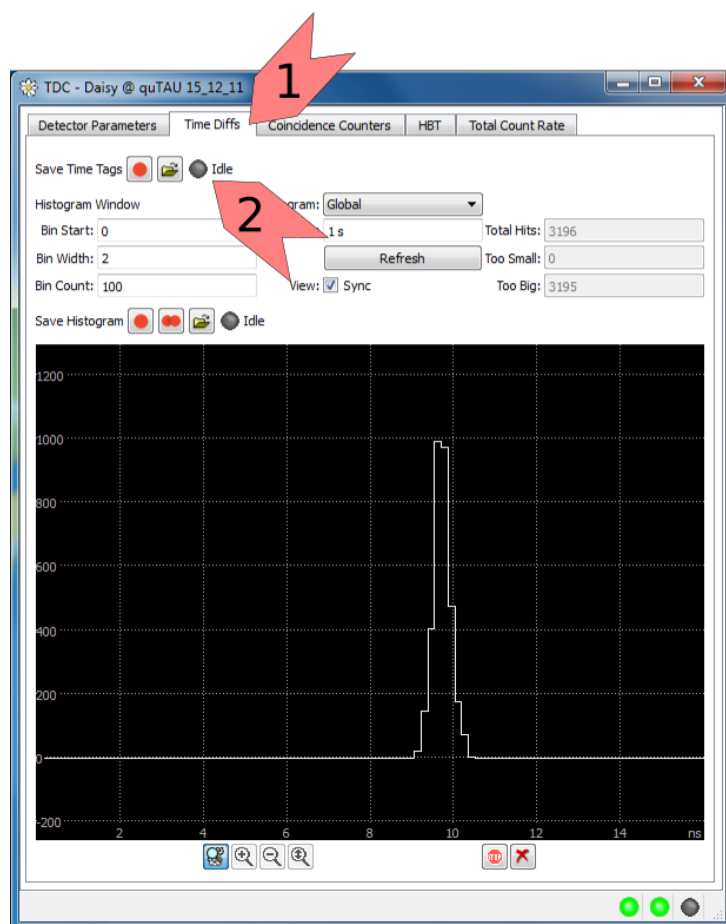 1
TDC - Daisy @ quTAU 15_12_11
Detector Parameters Time Diffs Coincidence Counters HBT Total Count Rate
Save Time Tags Idle
2
Histogram Window Global
Bin Start: 0 1 s Total Hits: 3196
Bin Width: 2 Refresh Too Small: 0
Bin Count: 100 View: Sync Too Big: 3195
Save Histogram Idle
1200
1000
800
600
400
200
0
-200
2 4 6 8 10 12 14 ns
STOP